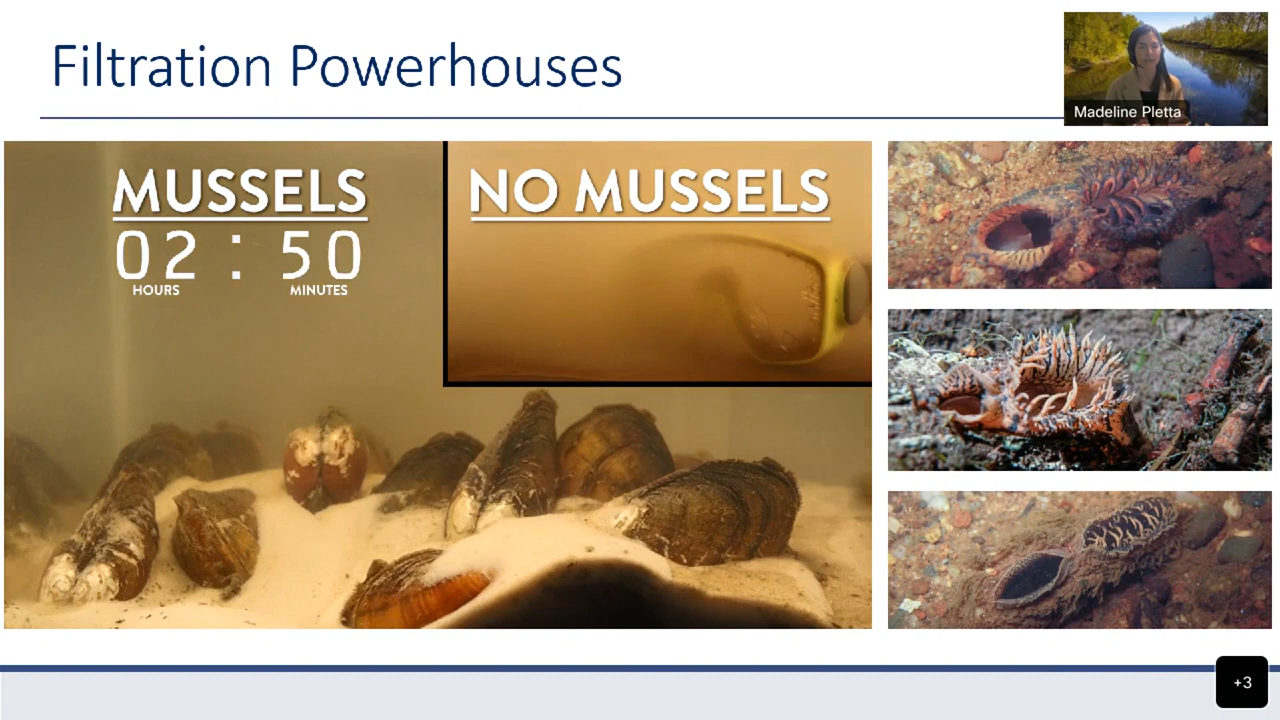 Filtration Powerhouses
Madeline Pletta
MUSSELS
02 : 50
HOURS MINUTES
NO MUSSELS
+3